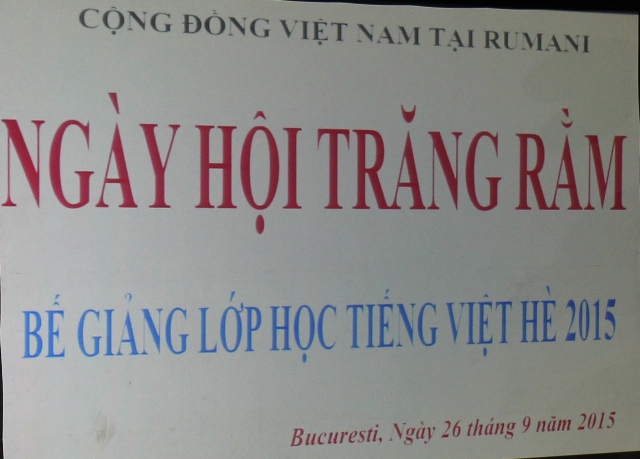 CỘNG ĐỒNG VIỆT NAM TẠI RUMANI
NGÀY HỘI TRĂNG RẰM
BẾ GIẢNG LỚP HỌC TIẾNG VIỆT HÈ 2015
Bucuresti, Ngày 26 tháng 9 năm 2015